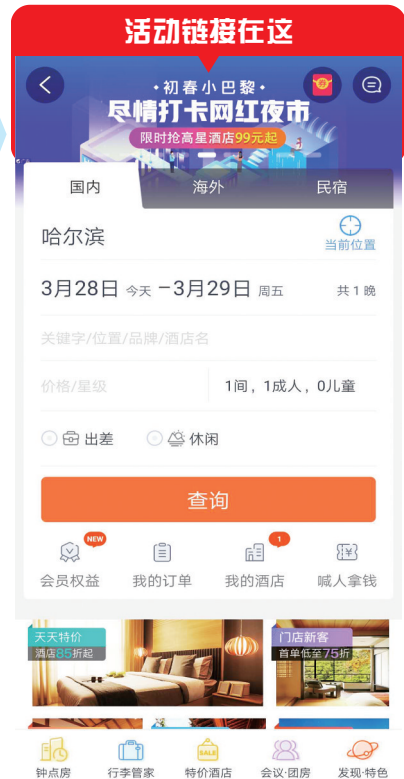 活动链接在这
·初春小巴黎·
尽情打卡网红夜市
限时抢高星酒店99元起
国内 海外 民宿
哈尔滨
当前位置
3月28日 今天 -3月29日 周五 共1晚
关键字/位置/品牌/酒店名
价格/星级 1间，1成人，0儿童
出差 休闲
查询
NEW 1
会员权益 我的订单 我的酒店 喊人拿钱
天天特价 门店新客
酒店85折起 首单低至75折
SALE
钟点房 行李管家 特价酒店 会议·团房 发现·特色